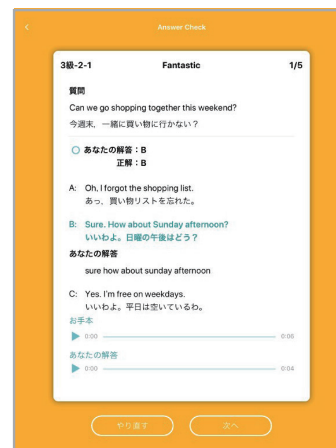 Answer Check
3級-2-1 Fantastic 1/5
質問
Can we go shopping together this weekend?
今週末、一緒に買い物に行かない？
あなたの解答：B
正解：B
A: Oh, I forgot the shopping list.
あっ、買い物リストを忘れた。
B: Sure. How about Sunday afternoon?
いいわよ。日曜の午後はどう？
あなたの解答
sure how about sunday afternoon
C: Yes. I'm free on weekdays.
いいわよ。平日は空いているわ。
お手本
0:00 0:06
あなたの解答
0:00 0:04
やり直す 次へ